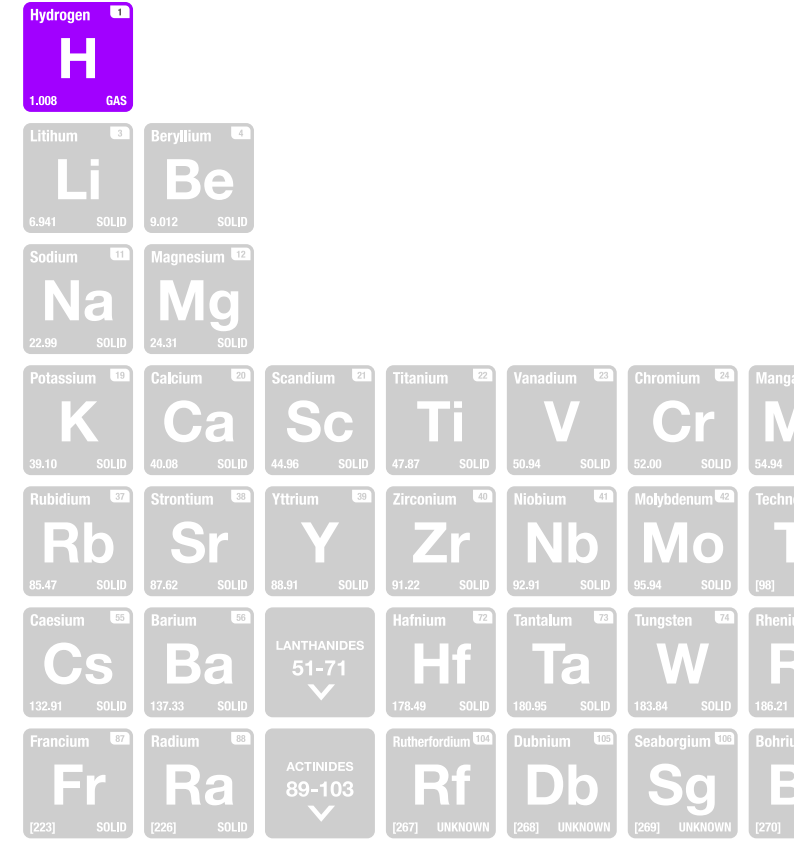 Hydrogen 1
H
1.008 GAS
Litihum 3 Beryllium 4
Li Be
6.941 SOLID 9.012 SOLID
Sodium 11 Magnesium 12
Na Mg
22.99 SOLID 24.31 SOLID
Potassium 19 Calcium 20 Scandium 21 Titanium 22 Vanadium 23 Chromium 24 Manga
K Ca Sc Ti V Cr M
39.10 SOLID 40.08 SOLID 44.96 SOLID 47.87 SOLID 50.94 SOLID 52.00 SOLID 54.94
Rubidium 37 Strontium 38 Yttrium 39 Zirconium 40 Niobium 41 Molybdenum 42 Techn
Rb Sr Y Zr Nb Mo T
85.47 SOLID 87.62 SOLID 88.91 SOLID 91.22 SOLID 92.91 SOLID 95.94 SOLID [98]
Caesium 55 Barium 56 LANTHANIDES Hafnium 72 Tantalum 73 Tungsten 74 Rheni
Cs Ba 51-71 Hf Ta W R
132.91 SOLID 137.33 SOLID 178.49 SOLID 180.95 SOLID 183.84 SOLID 186.21
Francium 87 Radium 88 ACTINIDES Rutherfordium 104 Dubnium 105 Seaborgium 106 Bohriu
Fr Ra 89-103 Rf Db Sg B
[223] SOLID [226] SOLID [267] UNKNOWN [268] UNKNOWN [269] UNKNOWN [270]